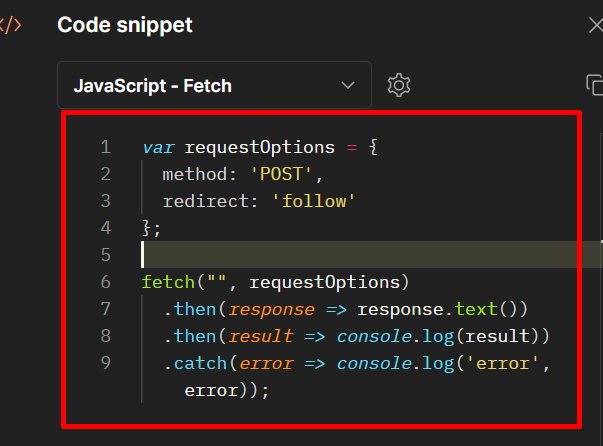 </> Code snippet
JavaScript - Fetch
1 var requestOptions = {
2   method: 'POST',
3   redirect: 'follow'
4 };
5
6 fetch("", requestOptions)
7   .then(response => response.text())
8   .then(result => console.log(result))
9   .catch(error => console.log('error',
    error));